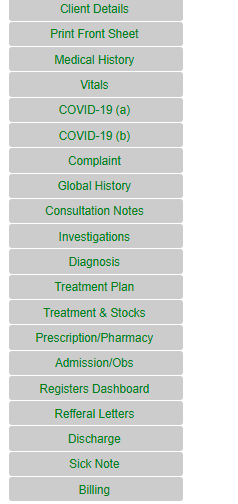 Client Details
Print Front Sheet
Medical History
Vitals
COVID-19 (a)
COVID-19 (b)
Complaint
Global History
Consultation Notes
Investigations
Diagnosis
Treatment Plan
Treatment & Stocks
Prescription/Pharmacy
Admission/Obs
Registers Dashboard
Refferal Letters
Discharge
Sick Note
Billing